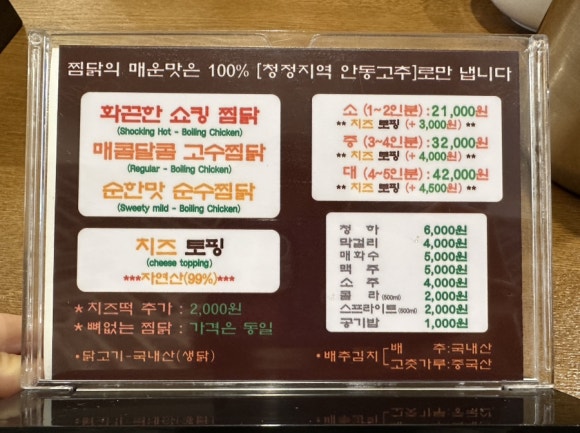 찜닭의 매운맛은 100% [청정지역 안동고추]로만 냅니다
화끈한 쇼킹 찜닭
(Shocking Hot - Boiling Chicken)
매콤달콤 고수찜닭
(Regular - Boiling Chicken)
순한맛 순수찜닭
(Sweety mild - Boiling Chicken)
치즈 토핑
(cheese topping)
***자연산(99%)***
* 치즈떡 추가 : 2,000원
* 뼈없는 찜닭 : 가격은 동일
•닭고기-국내산(생닭)
소 (1~2인분) :21,000원
** 치즈 토핑 (+ 3,000원) **
중 (3~4인분) :32,000원
** 치즈 토핑 (+ 4,000원) **
대 (4~5인분) :42,000원
** 치즈 토핑 (+ 4,500원) **
청 하 6,000원
막걸리 4,000원
매화수 5,000원
맥 주 5,000원
소 주 4,000원
콜 라(500ml) 2,000원
스프라이트(500ml) 2,000원
공기밥 1,000원
•배추김치 배 추:국내산
고춧가루:중국산